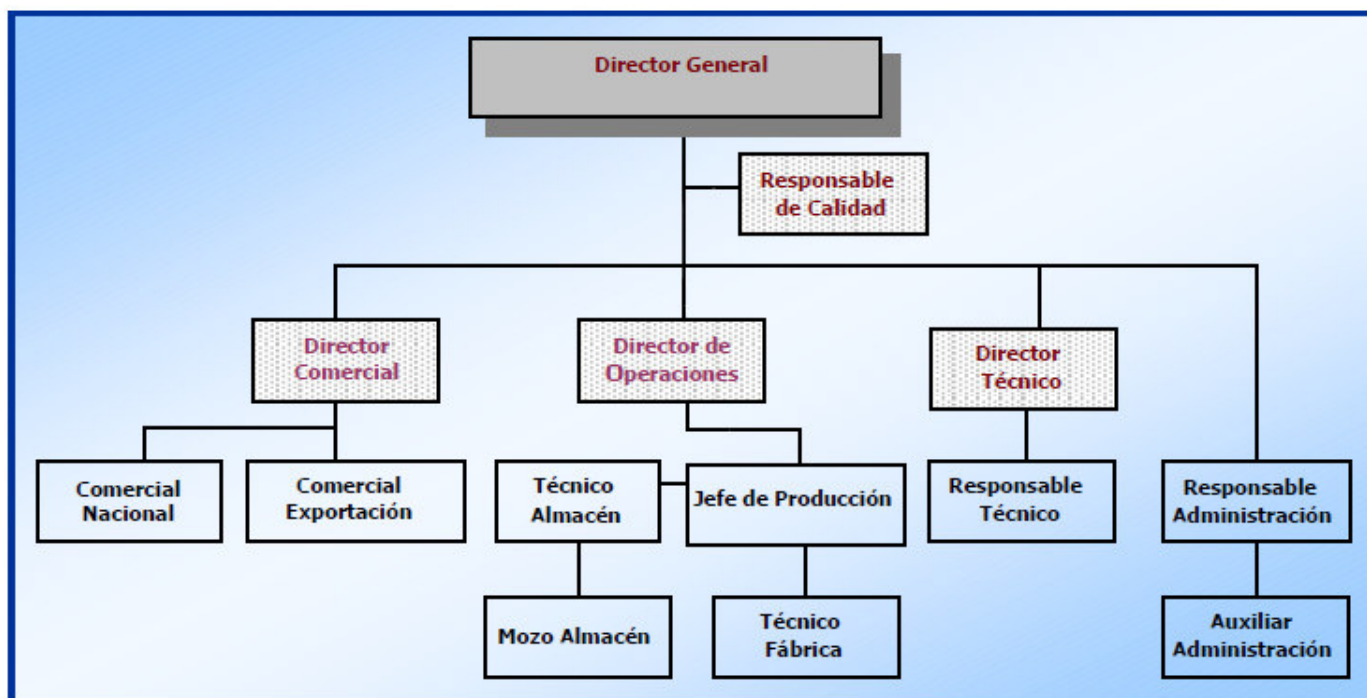 Director General
Responsable
de Calidad
Director
Comercial
Director de
Operaciones
Director
Técnico
Comercial
Nacional
Comercial
Exportación
Técnico
Almacén
Jefe de Producción
Responsable
Técnico
Responsable
Administración
Mozo Almacén
Técnico
Fábrica
Auxiliar
Administración